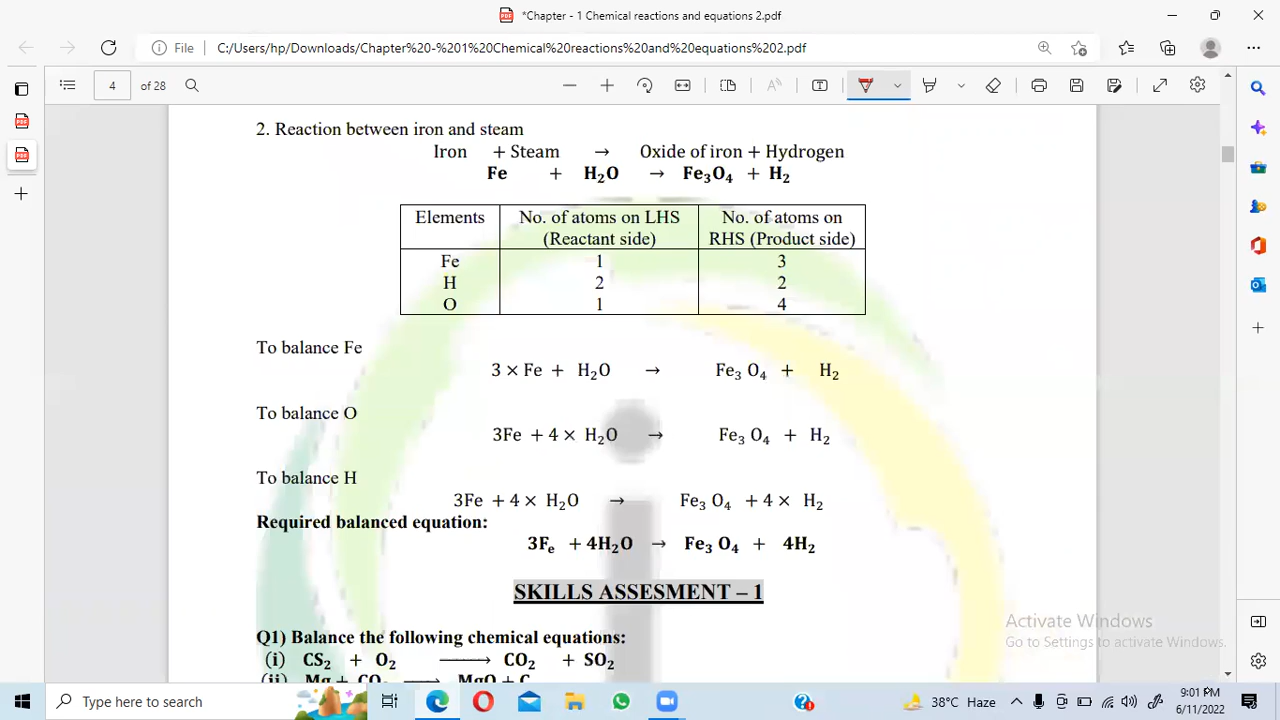 *Chapter - 1 Chemical reactions and equations 2.pdf
File C:/Users/hp/Downloads/Chapter%20-%201%20Chemical%20reactions%20and%20equations%202.pdf
4 of 28
2. Reaction between iron and steam
Iron + Steam → Oxide of iron + Hydrogen
Fe + H₂O → Fe₃O₄ + H₂
Elements No. of atoms on LHS (Reactant side) No. of atoms on RHS (Product side)
Fe 1 3
H 2 2
O 1 4
To balance Fe
3 × Fe + H₂O → Fe₃ O₄ + H₂
To balance O
3Fe + 4 × H₂O → Fe₃ O₄ + H₂
To balance H
3Fe + 4 × H₂O → Fe₃ O₄ + 4 × H₂
Required balanced equation:
3Fₑ + 4H₂O → Fe₃ O₄ + 4H₂
SKILLS ASSESMENT – 1
Q1) Balance the following chemical equations:
(i) CS₂ + O₂ ⟶ CO₂ + SO₂
(ii) Mg + CO₂ ⟶ MgO + C
Activate Windows
Go to Settings to activate Windows.
Type here to search
38°C Haze
9:01 PM
6/11/2022